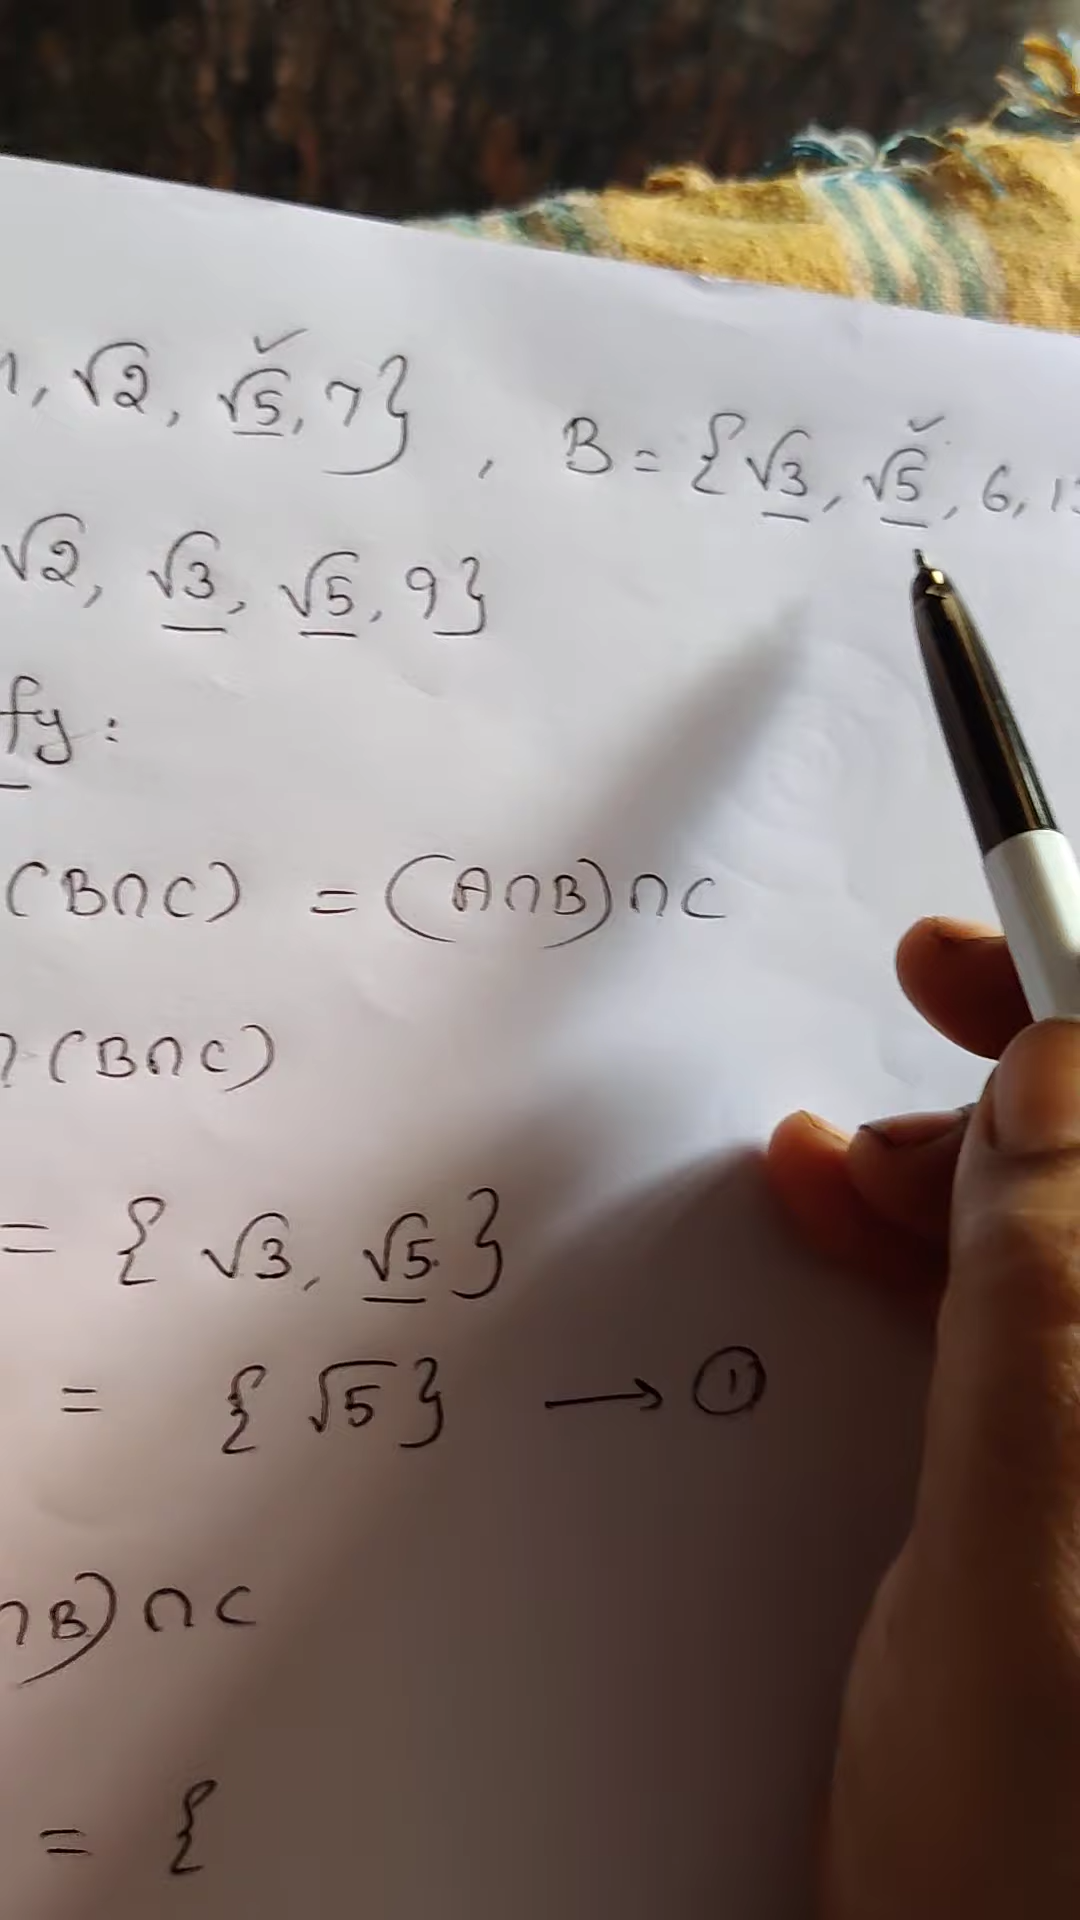 , √2, √5, 7} , B = {√3, √5, 6, 1
√2, √3, √5, 9}
fy:
(B∩C) = (A∩B)∩C
∩ (B∩C)
= { √3, √5 }
= { √5 } → ①
∩B) ∩ C
= {